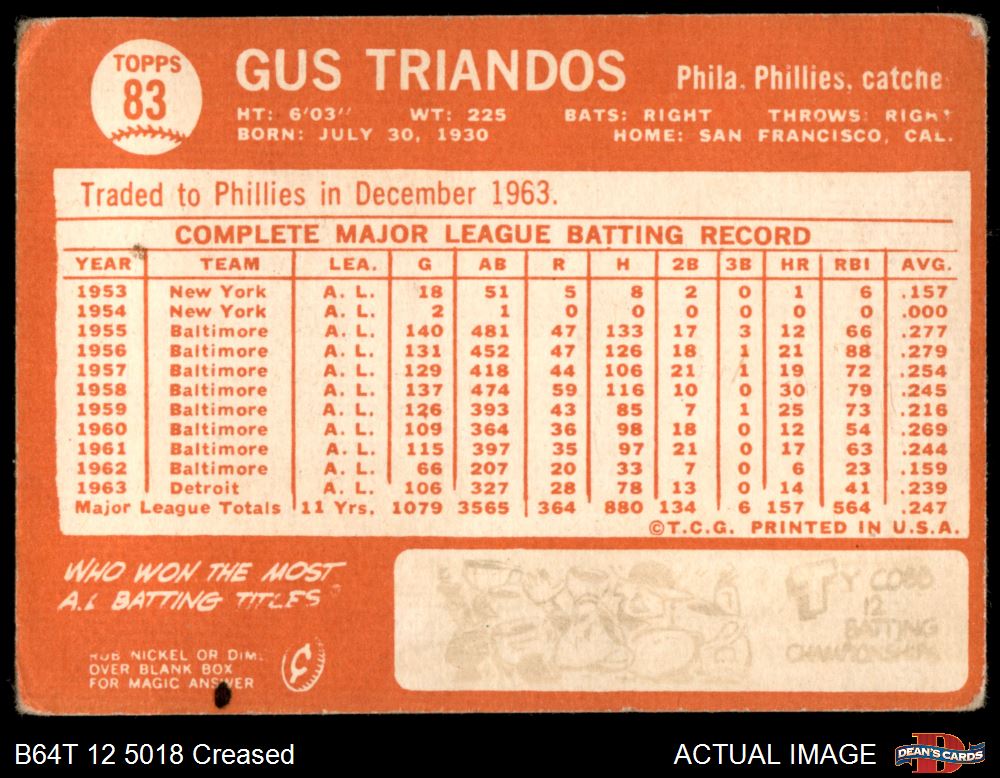 TOPPS
83
GUS TRIANDOS
Phila. Phillies, catche
HT: 6'03" WT: 225 BATS: RIGHT THROWS: RIGHT
BORN: JULY 30, 1930 HOME: SAN FRANCISCO, CAL.
Traded to Phillies in December 1963.
COMPLETE MAJOR LEAGUE BATTING RECORD
YEAR TEAM LEA. G AB R H 2B 3B HR RBI AVG.
1953 New York A. L. 18 51 5 8 2 0 1 6 .157
1954 New York A. L. 2 1 0 0 0 0 0 0 .000
1955 Baltimore A. L. 140 481 47 133 17 3 12 66 .277
1956 Baltimore A. L. 131 452 47 126 18 1 21 88 .279
1957 Baltimore A. L. 129 418 44 106 21 1 19 72 .254
1958 Baltimore A. L. 137 474 59 116 10 0 30 79 .245
1959 Baltimore A. L. 126 393 43 85 7 1 25 73 .216
1960 Baltimore A. L. 109 364 36 98 18 0 12 54 .269
1961 Baltimore A. L. 115 397 35 97 21 0 17 63 .244
1962 Baltimore A. L. 66 207 20 33 7 0 6 23 .159
1963 Detroit A. L. 106 327 28 78 13 0 14 41 .239
Major League Totals 11 Yrs. 1079 3565 364 880 134 6 157 564 .247
©T.C.G. PRINTED IN U.S.A.
WHO WON THE MOST
A.L BATTING TITLES
RUB NICKEL OR DIME
OVER BLANK BOX
FOR MAGIC ANSWER
TY COBB
12
BATTING
CHAMPIONSHIPS
B64T 12 5018 Creased
ACTUAL IMAGE
DEAN'S CARDS